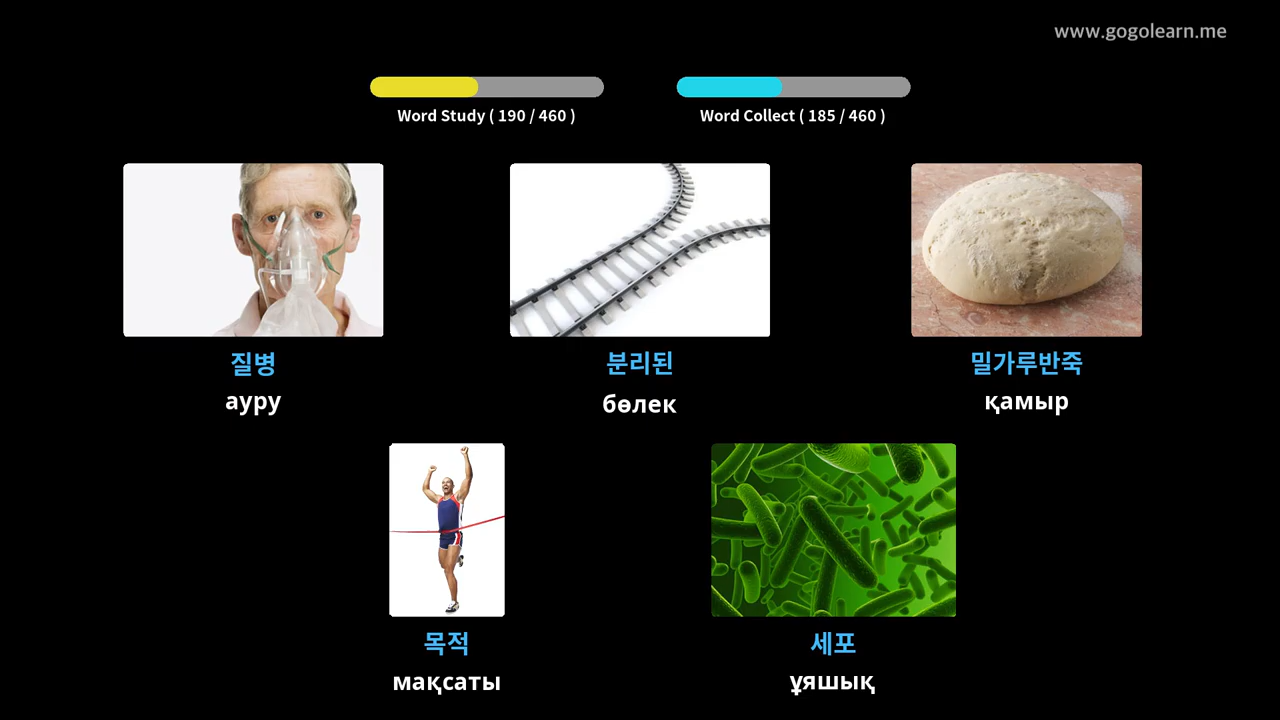 www.gogolearn.me
Word Study ( 190 / 460 )
Word Collect ( 185 / 460 )
질병
분리된
밀가루반죽
ауру
бөлек
қамыр
목적
세포
мақсаты
ұяшық